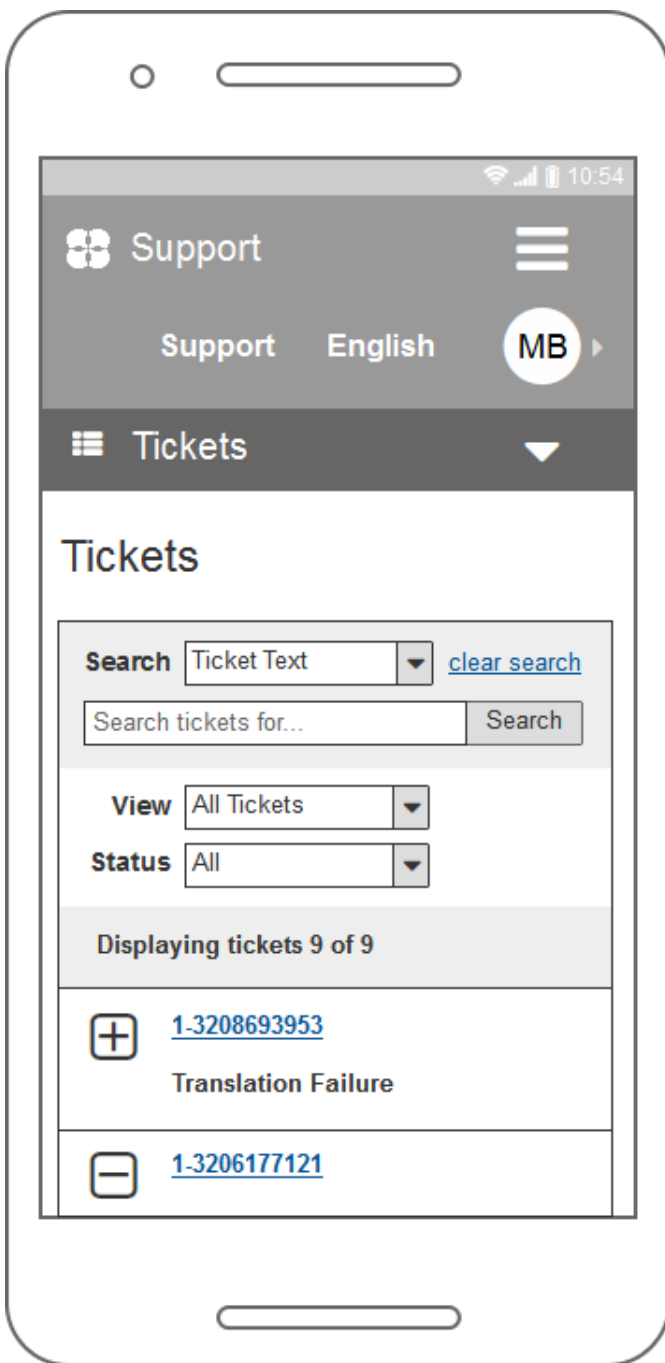 10:54
Support
Support English MB
Tickets
Tickets
Search Ticket Text clear search
Search tickets for... Search
View All Tickets
Status All
Displaying tickets 9 of 9
1-3208693953
Translation Failure
1-3206177121